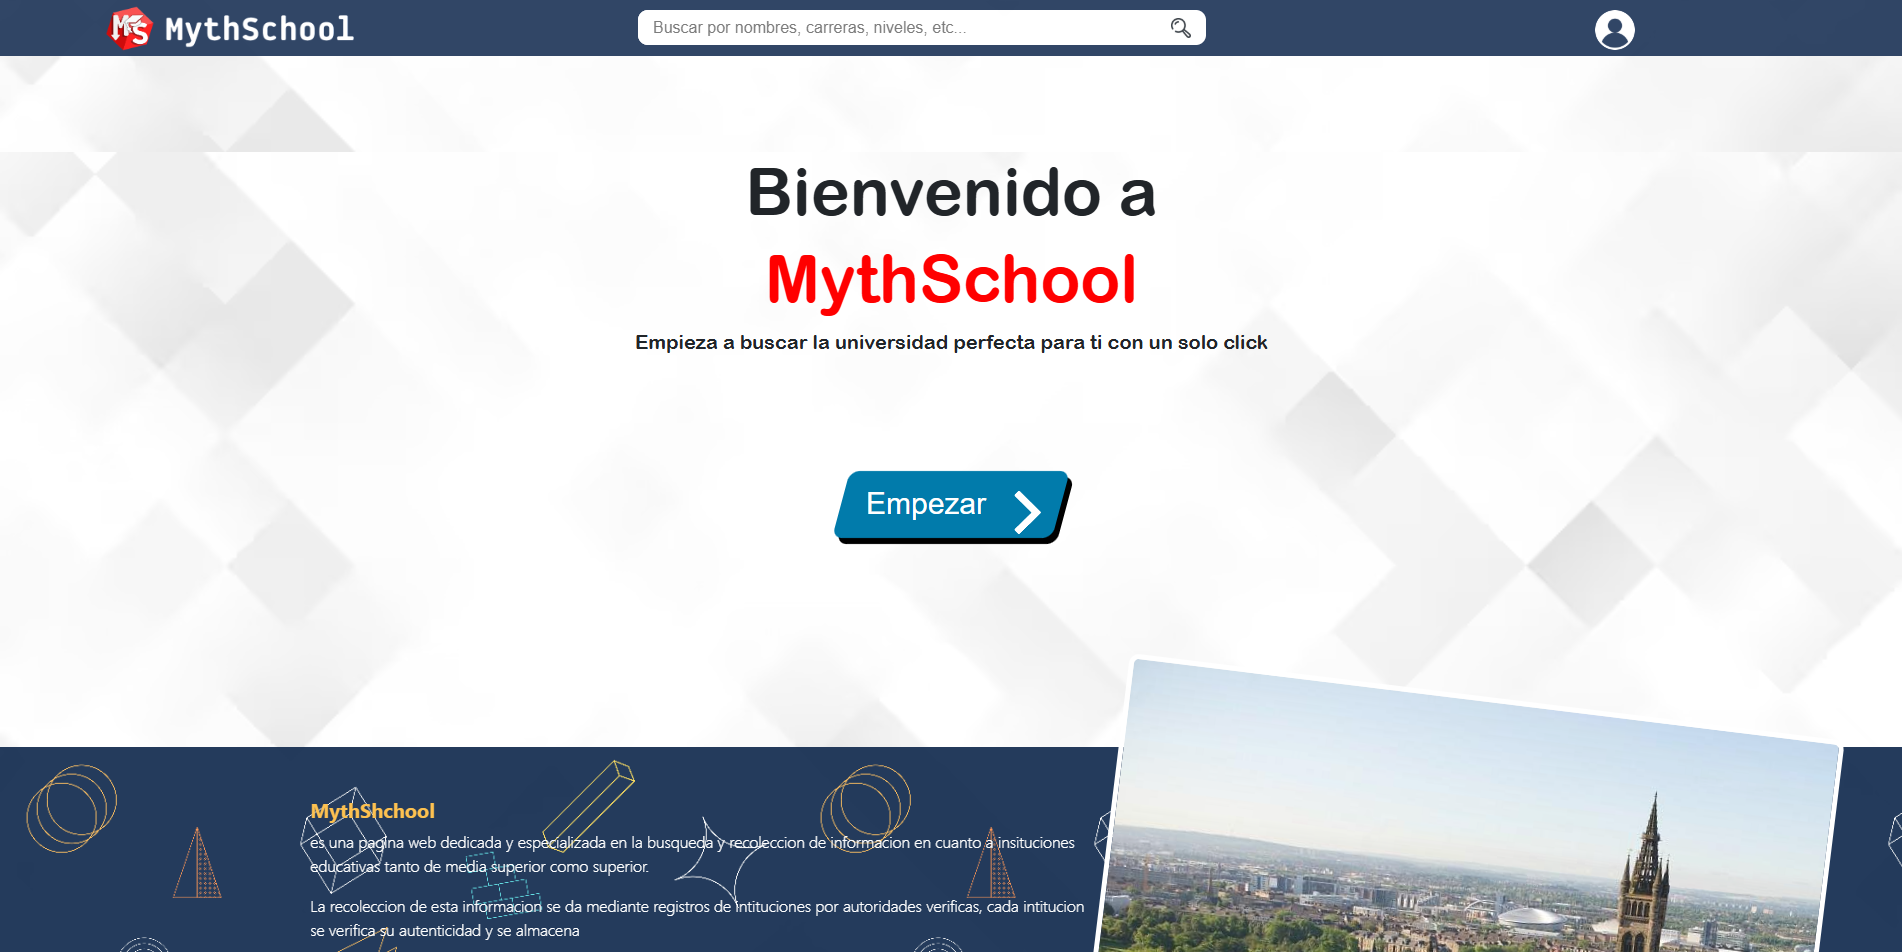 MS MythSchool
Buscar por nombres, carreras, niveles, etc...
Bienvenido a
MythSchool
Empieza a buscar la universidad perfecta para ti con un solo click
Empezar
MythShchool
es una pagina web dedicada y especializada en la busqueda y recoleccion de informacion en cuanto a insituciones
educativas tanto de media superior como superior.
La recoleccion de esta informacion se da mediante registros de intituciones por autoridades verificas, cada intitucion
se verifica su autenticidad y se almacena